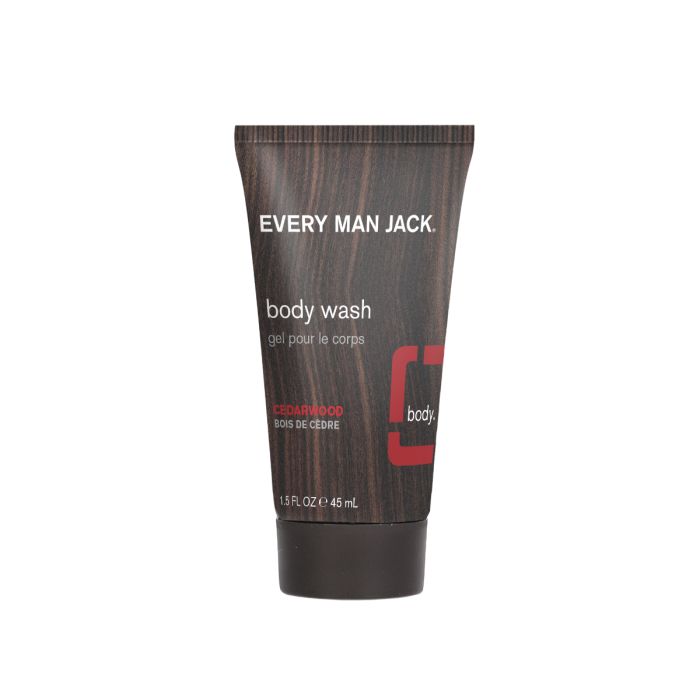 EVERY MAN JACK®
body wash
gel pour le corps
body.
CEDARWOOD
BOIS DE CÈDRE
1.5 FL OZ ℮ 45 mL